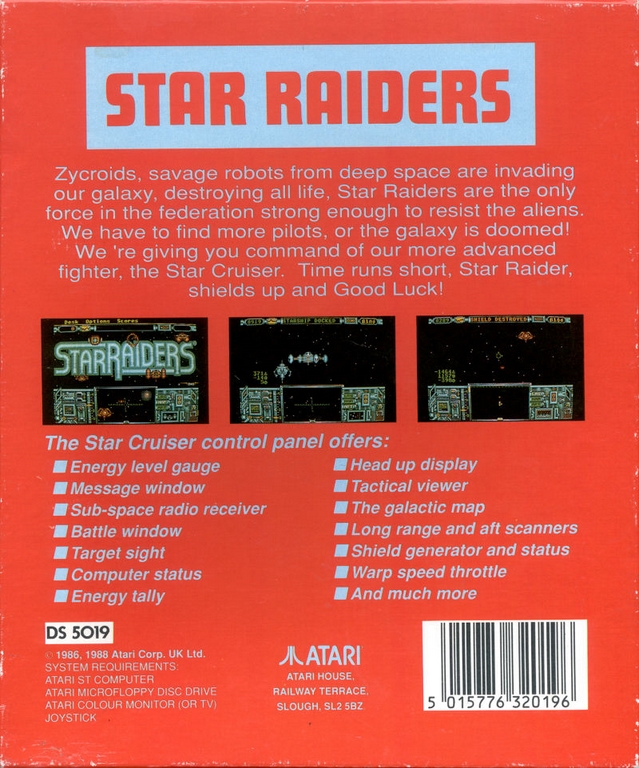 STAR RAIDERS
Zycroids, savage robots from deep space are invading
our galaxy, destroying all life, Star Raiders are the only
force in the federation strong enough to resist the aliens.
We have to find more pilots, or the galaxy is doomed!
We 're giving you command of our more advanced
fighter, the Star Cruiser. Time runs short, Star Raider,
shields up and Good Luck!
Desk Options Scores
STARRAIDERS
STARSHIP DOCKED
SHIELD DESTROYED
The Star Cruiser control panel offers:
Energy level gauge
Message window
Sub-space radio receiver
Battle window
Target sight
Computer status
Energy tally
Head up display
Tactical viewer
The galactic map
Long range and aft scanners
Shield generator and status
Warp speed throttle
And much more
DS 5019
© 1986, 1988 Atari Corp. UK Ltd.
SYSTEM REQUIREMENTS:
ATARI ST COMPUTER
ATARI MICROFLOPPY DISC DRIVE
ATARI COLOUR MONITOR (OR TV)
JOYSTICK
ATARI
ATARI HOUSE,
RAILWAY TERRACE,
SLOUGH, SL2 5BZ
5 015776 320196